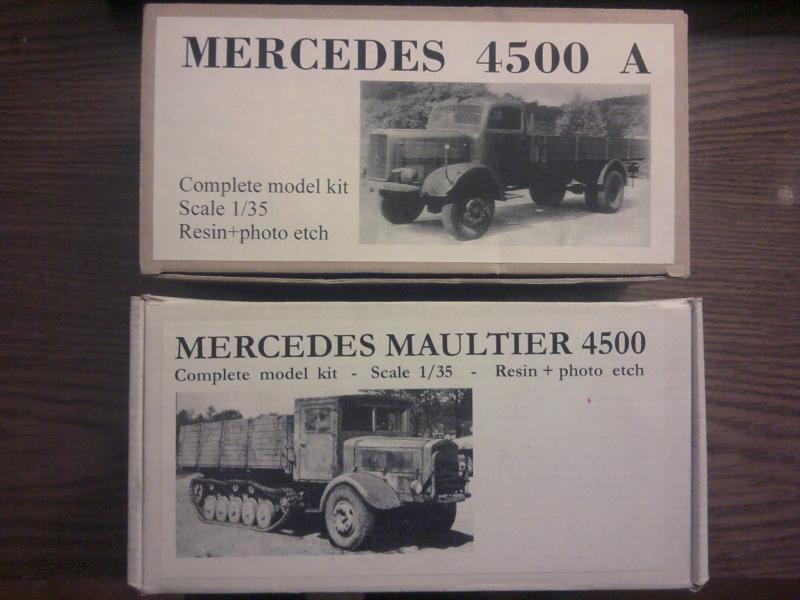 MERCEDES 4500 A
Complete model kit
Scale 1/35
Resin+photo etch
MERCEDES MAULTIER 4500
Complete model kit - Scale 1/35 - Resin + photo etch